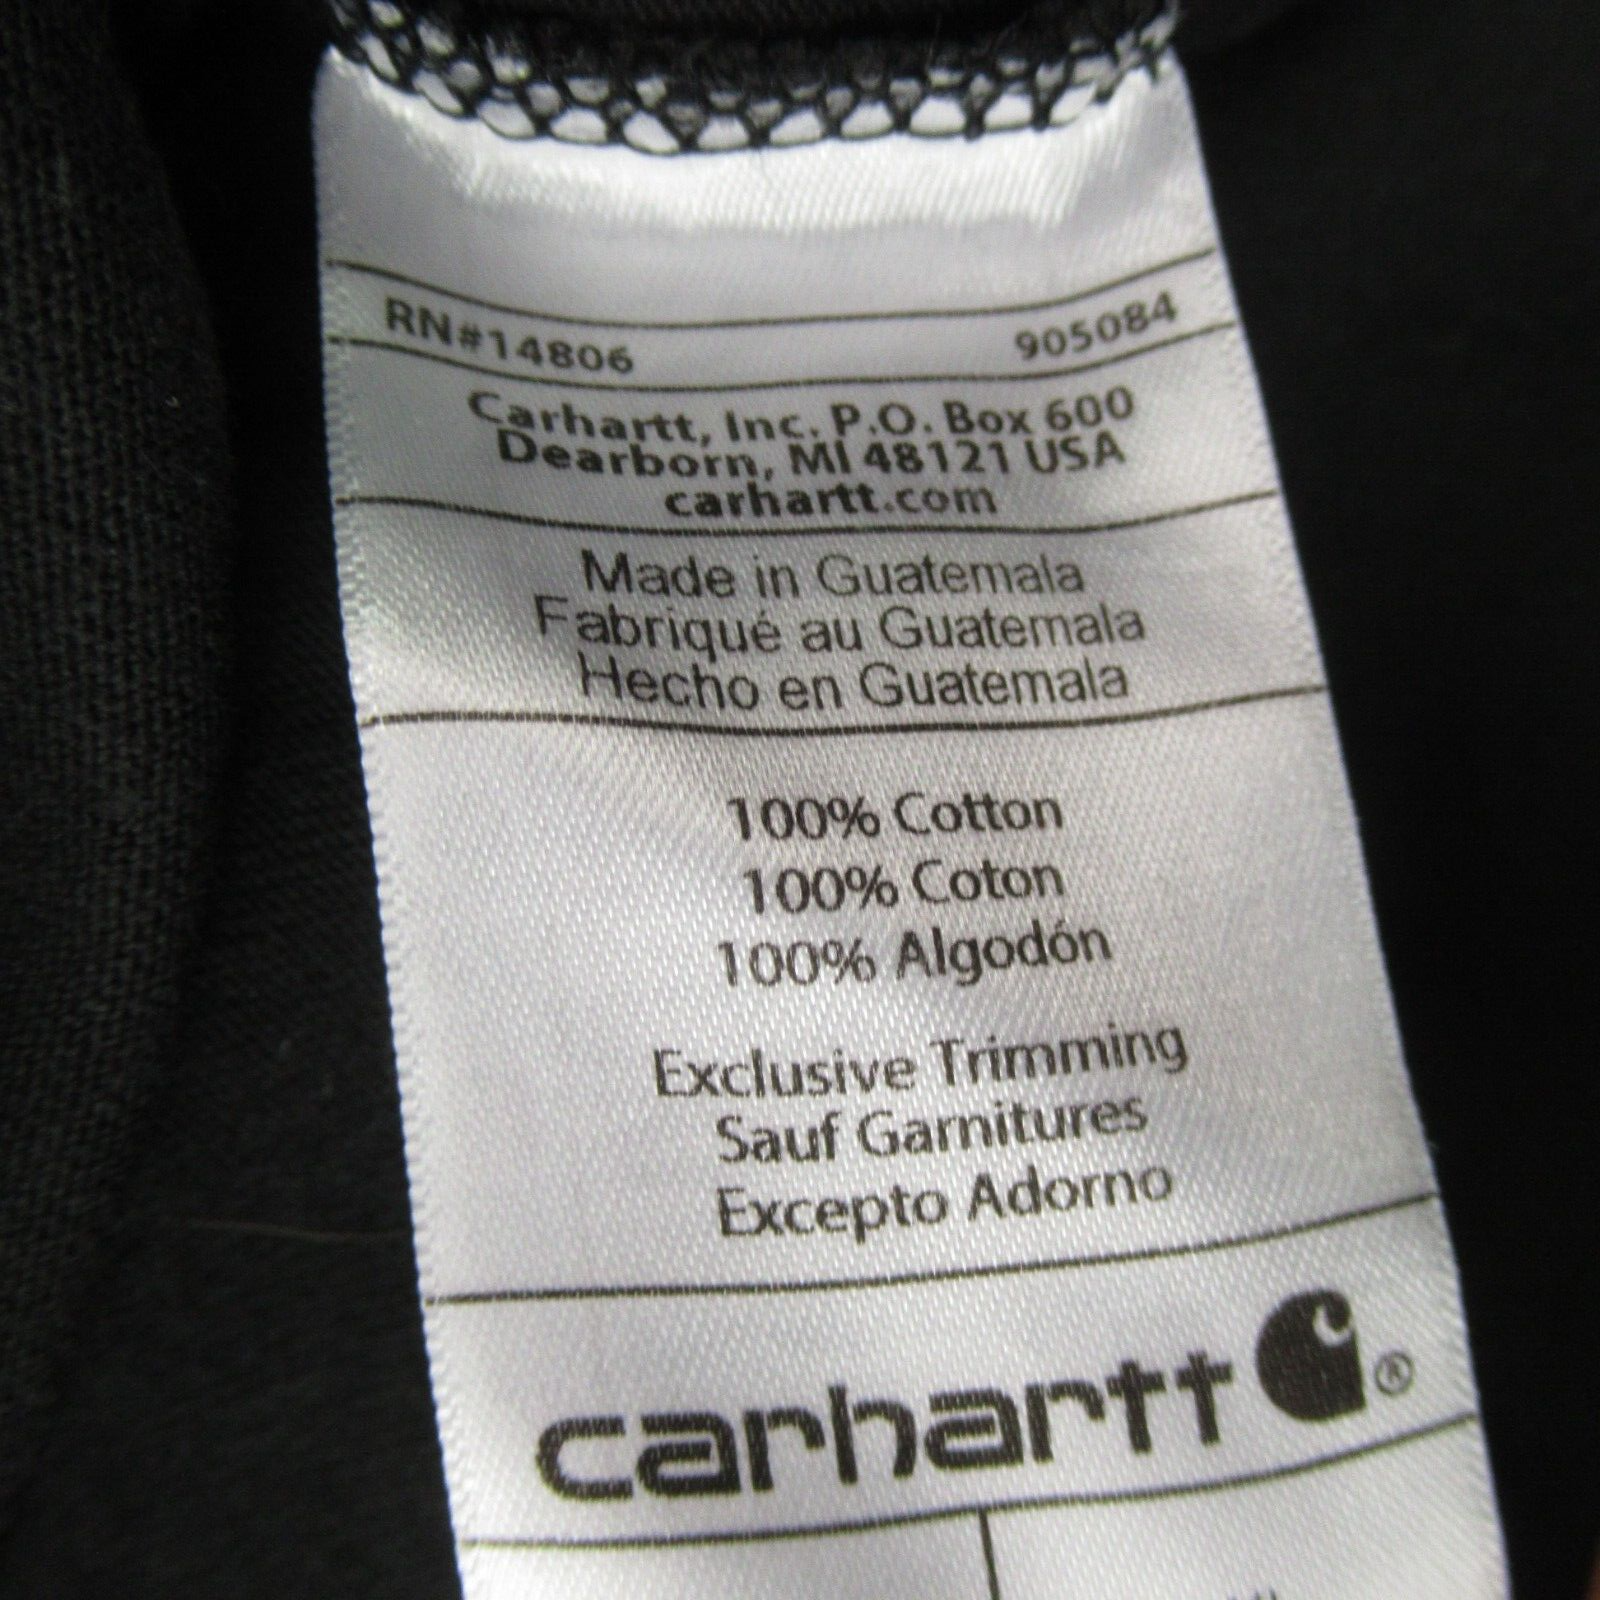 RN#14806 905084
Carhartt, Inc. P.O. Box 600
Dearborn, MI 48121 USA
carhartt.com
Made in Guatemala
Fabriqué au Guatemala
Hecho en Guatemala
100% Cotton
100% Coton
100% Algodón
Exclusive Trimming
Sauf Garnitures
Excepto Adorno
carhartt®